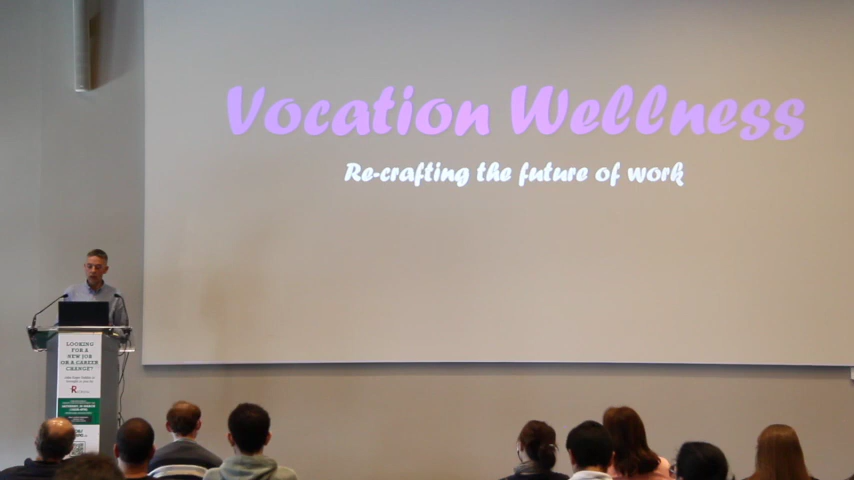 Vocation Wellness
Re-crafting the future of work
LOOKING
FOR A
NEW JOB
OR A CAREER
CHANGE?